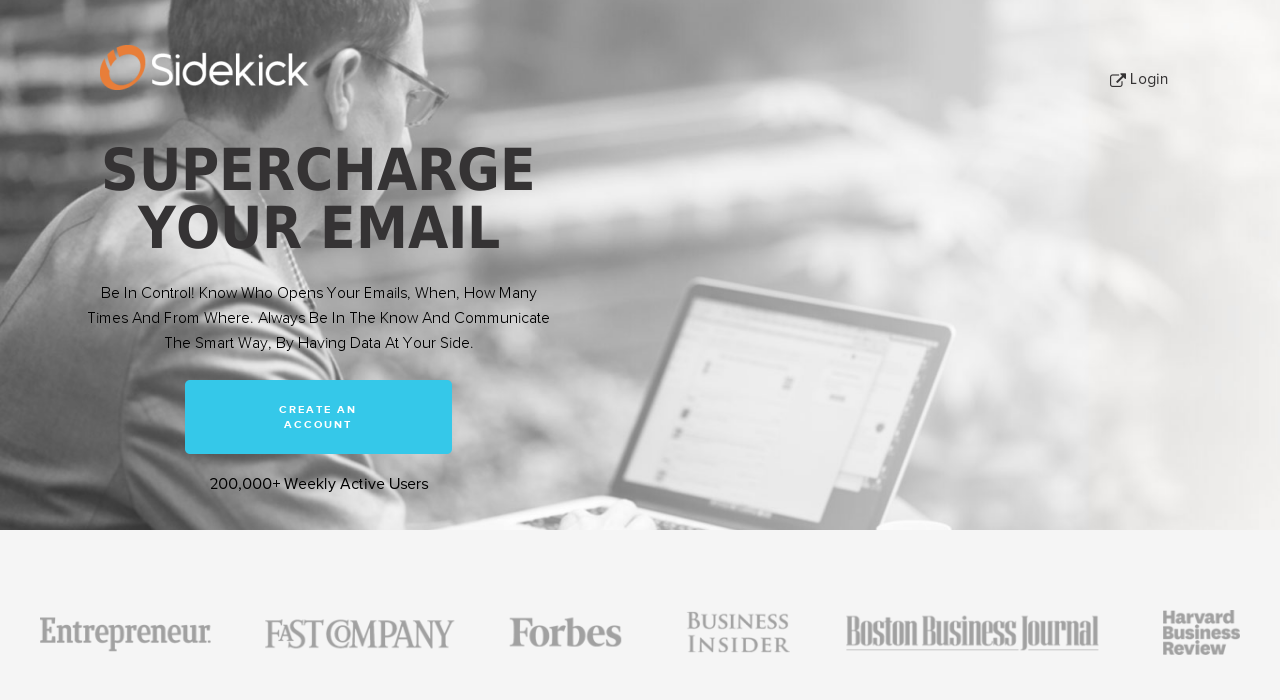 Sidekick
Login
SUPERCHARGE
YOUR EMAIL
Be In Control! Know Who Opens Your Emails, When, How Many
Times And From Where. Always Be In The Know And Communicate
The Smart Way, By Having Data At Your Side.
CREATE AN
ACCOUNT
200,000+ Weekly Active Users
Entrepreneur.
FAST COMPANY
Forbes
BUSINESS
INSIDER
Boston Business Journal
Harvard
Business
Review